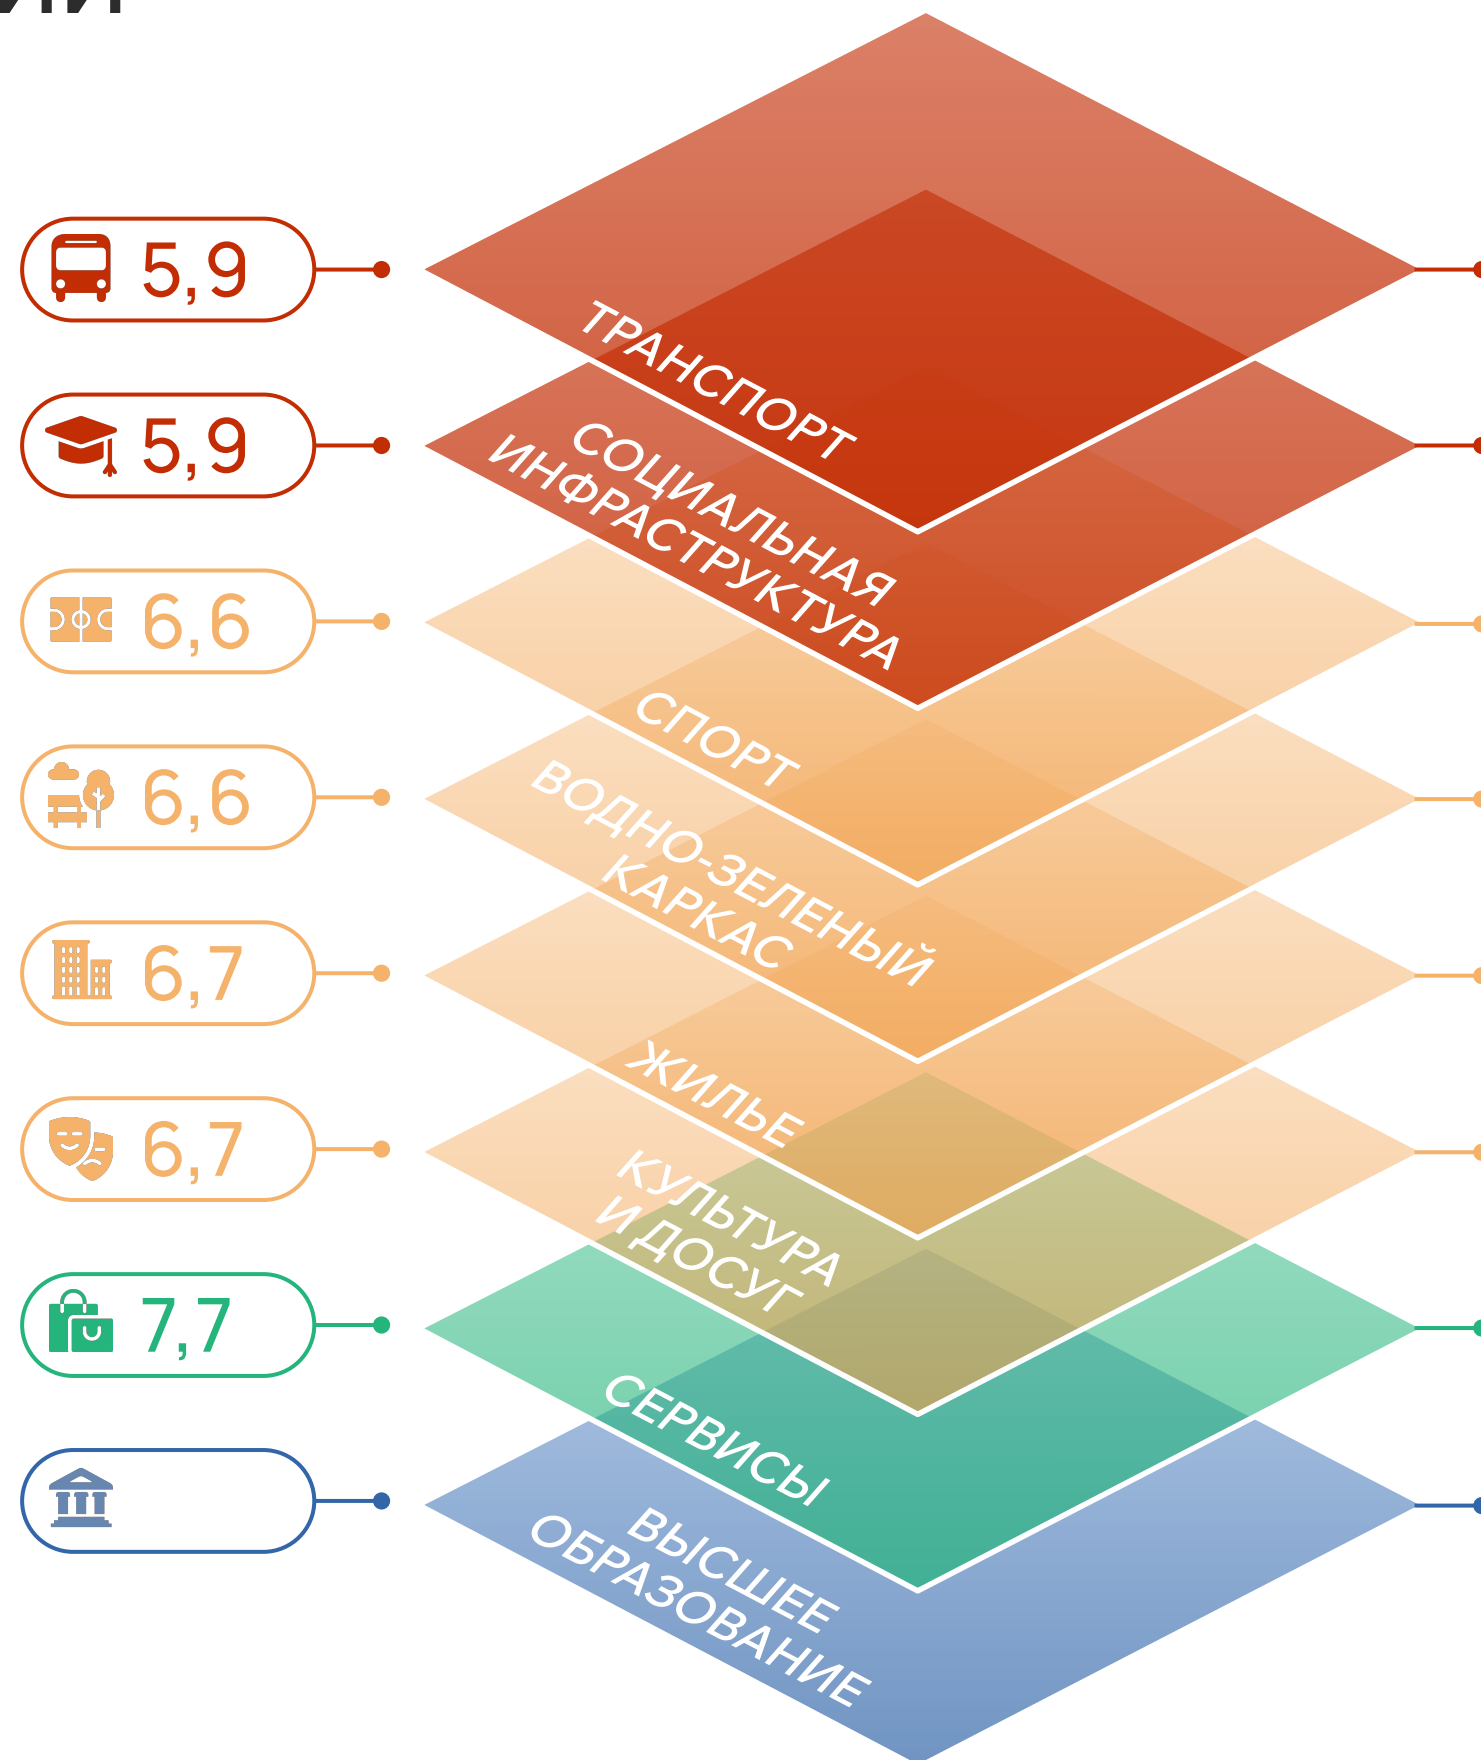 5,9
ТРАНСПОРТ
5,9
СОЦИАЛЬНАЯ
ИНФРАСТРУКТУРА
6,6
СПОРТ
6,6
ВОДНО-ЗЕЛЕНЫЙ
КАРКАС
6,7
ЖИЛЬЕ
6,7
КУЛЬТУРА
И ДОСУГ
7,7
СЕРВИСЫ
ВЫСШЕЕ
ОБРАЗОВАНИЕ